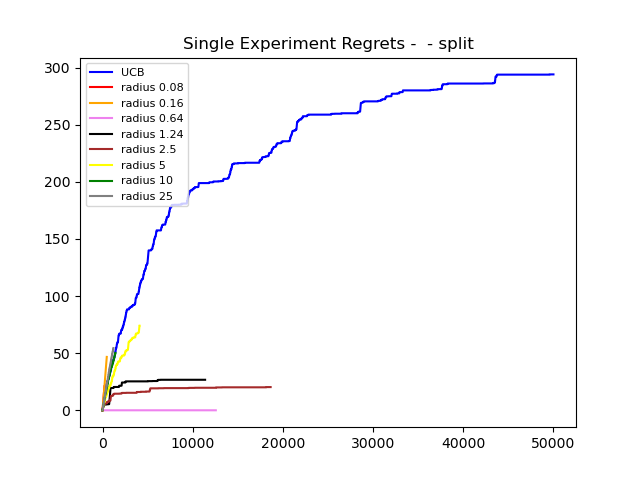 Single Experiment Regrets -  - split
300
250
200
150
100
50
0
UCB
radius 0.08
radius 0.16
radius 0.64
radius 1.24
radius 2.5
radius 5
radius 10
radius 25
0 10000 20000 30000 40000 50000